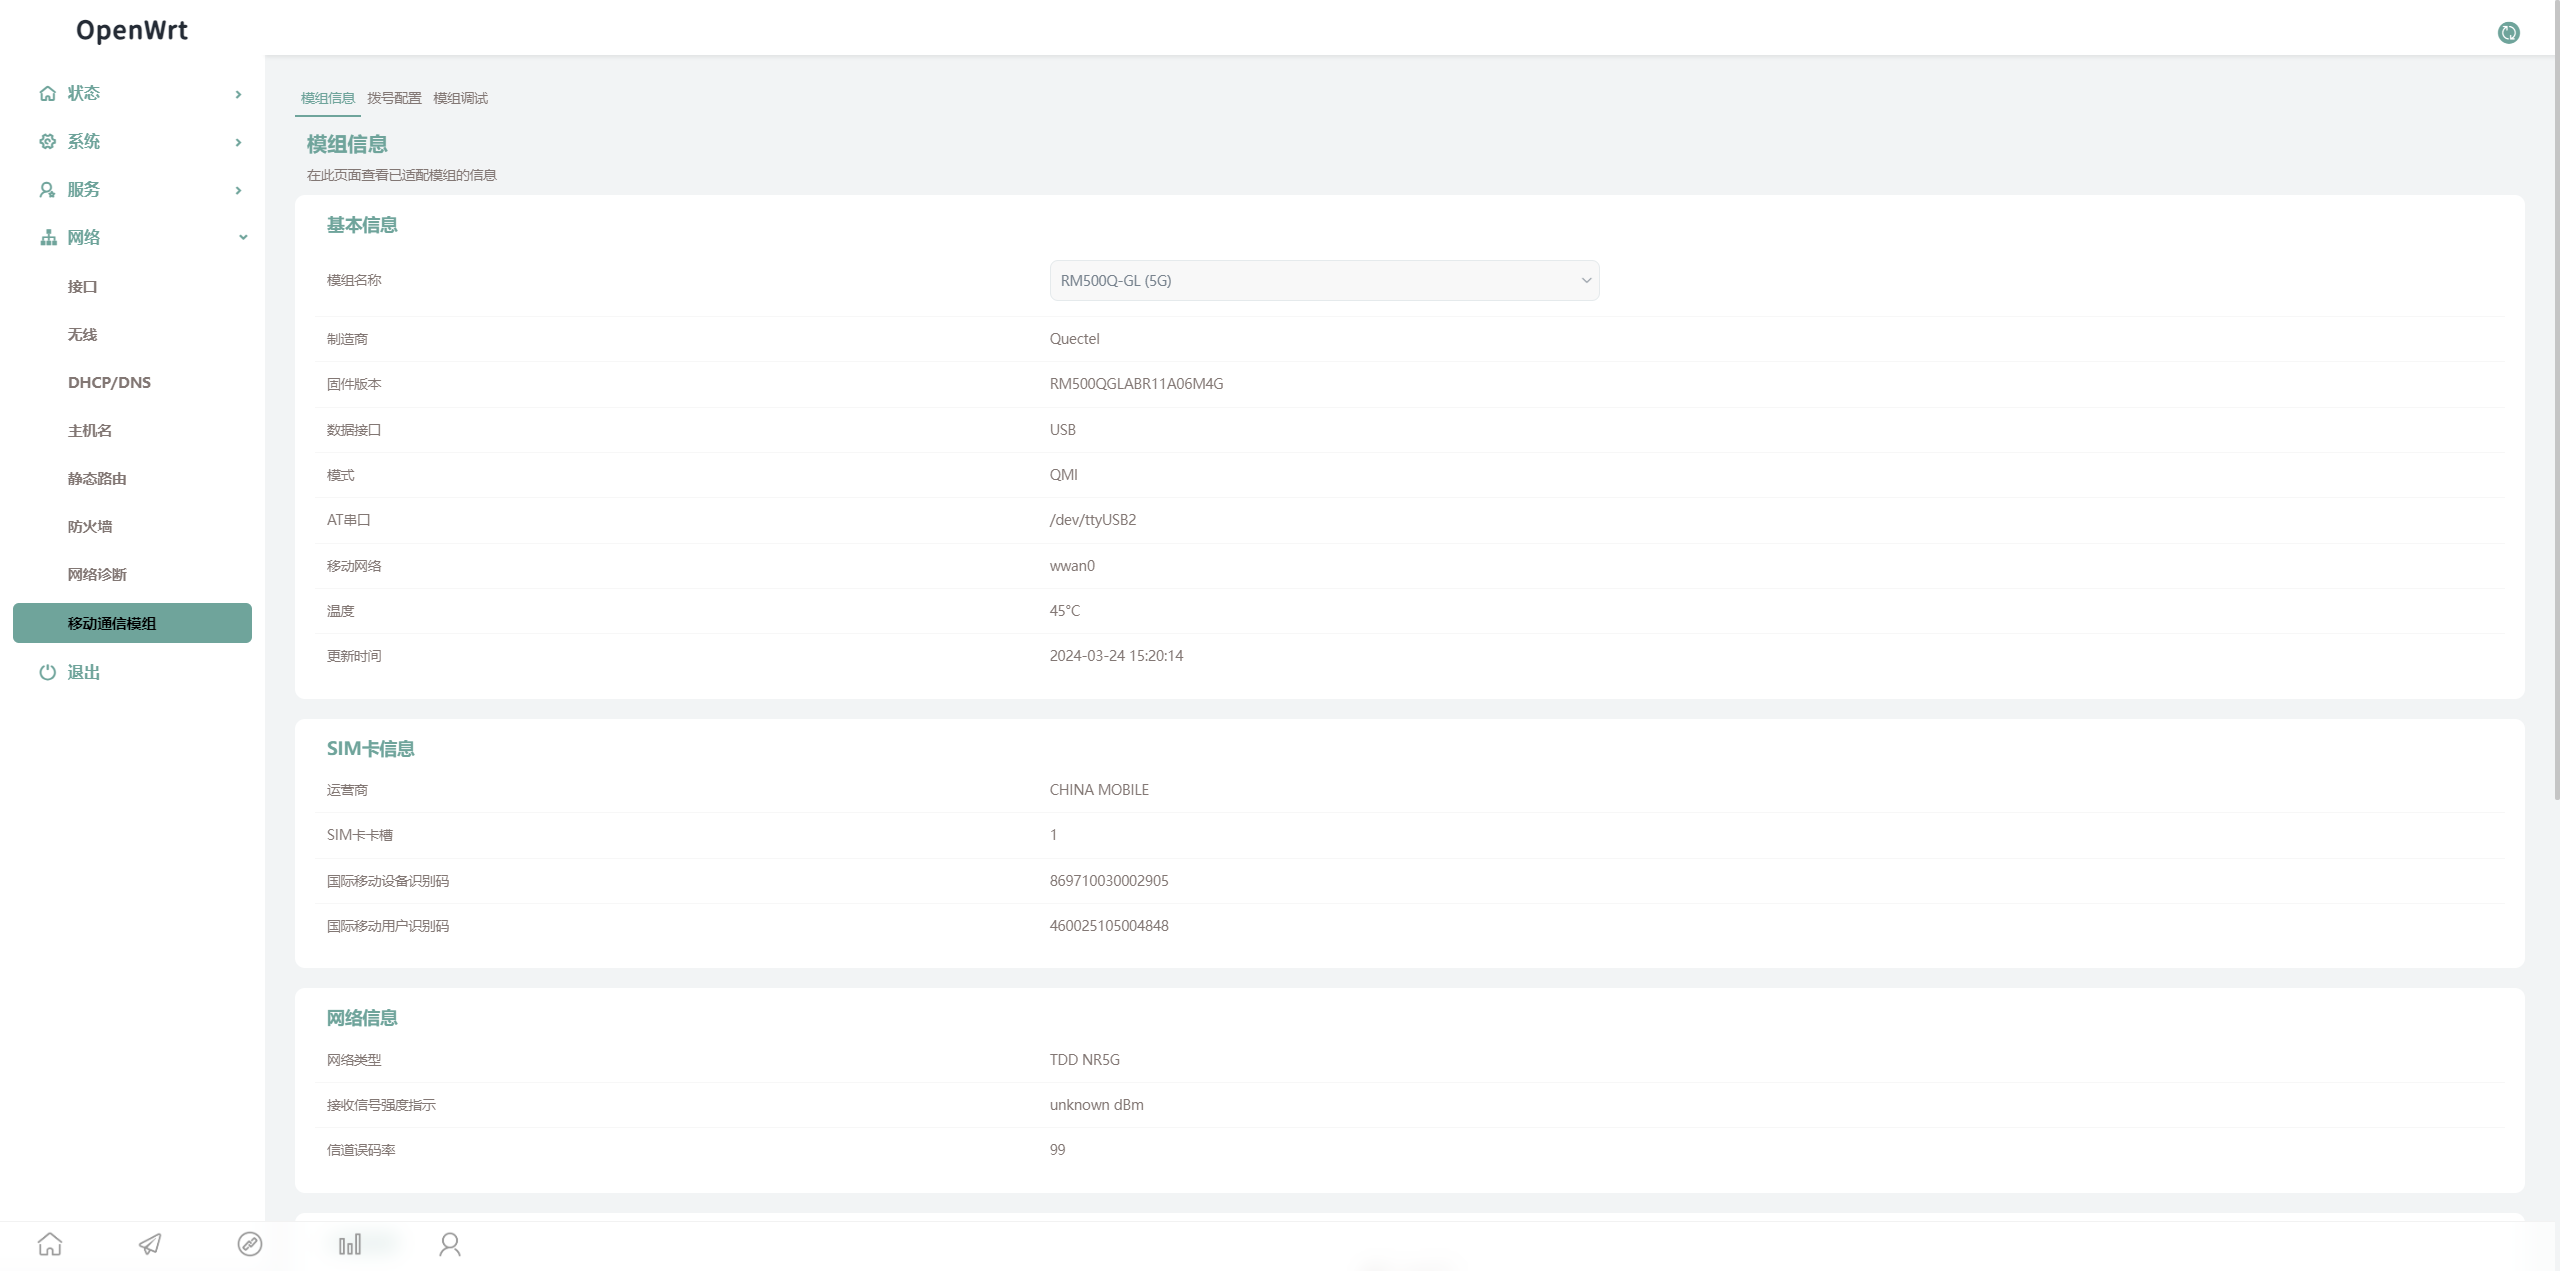 OpenWrt
状态
系统
服务
网络
接口
无线
DHCP/DNS
主机名
静态路由
防火墙
网络诊断
移动通信模组
退出
模组信息 拨号配置 模组调试
模组信息
在此页面查看已适配模组的信息
基本信息
模组名称 RM500Q-GL (5G)
制造商 Quectel
固件版本 RM500QGLABR11A06M4G
数据接口 USB
模式 QMI
AT串口 /dev/ttyUSB2
移动网络 wwan0
温度 45°C
更新时间 2024-03-24 15:20:14
SIM卡信息
运营商 CHINA MOBILE
SIM卡卡槽 1
国际移动设备识别码 869710030002905
国际移动用户识别码 460025105004848
网络信息
网络类型 TDD NR5G
接收信号强度指示 unknown dBm
信道误码率 99